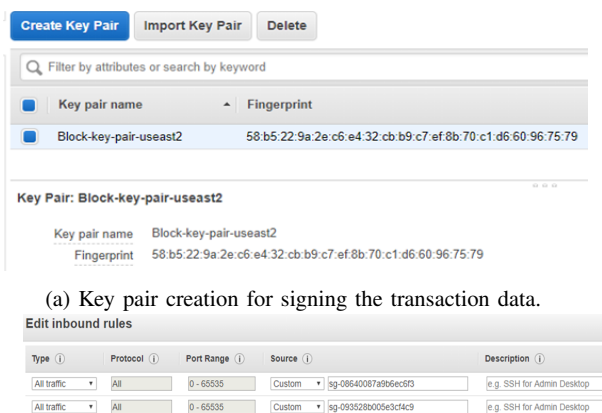 Create Key Pair Import Key Pair Delete
Filter by attributes or search by keyword
Key pair name Fingerprint
Block-key-pair-useast2 58:b5:22:9a:2e:c6:e4:32:cb:b9:c7:ef:8b:70:c1:d6:60:96:75:79
Key Pair: Block-key-pair-useast2
Key pair name Block-key-pair-useast2
Fingerprint 58:b5:22:9a:2e:c6:e4:32:cb:b9:c7:ef:8b:70:c1:d6:60:96:75:79
(a) Key pair creation for signing the transaction data.
Edit inbound rules
Type Protocol Port Range Source Description
All traffic All 0 - 65535 Custom sg-08640087a9b6ec6f3 e.g. SSH for Admin Desktop
All traffic All 0 - 65535 Custom sg-093528b005e3cf4c9 e.g. SSH for Admin Desktop